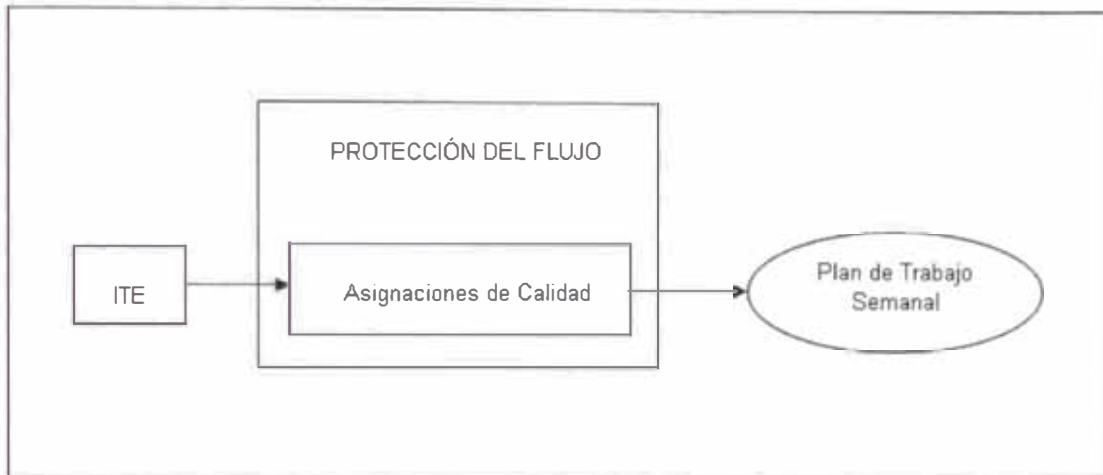 PROTECCIÓN DEL FLUJO
ITE
Asignaciones de Calidad
Plan de Trabajo
Semanal